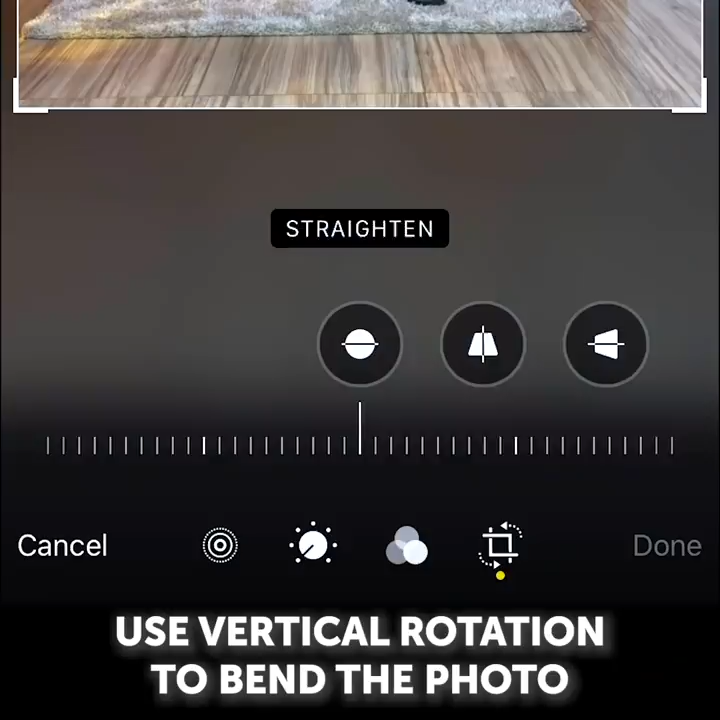 STRAIGHTEN
Cancel
Done
USE VERTICAL ROTATION
TO BEND THE PHOTO